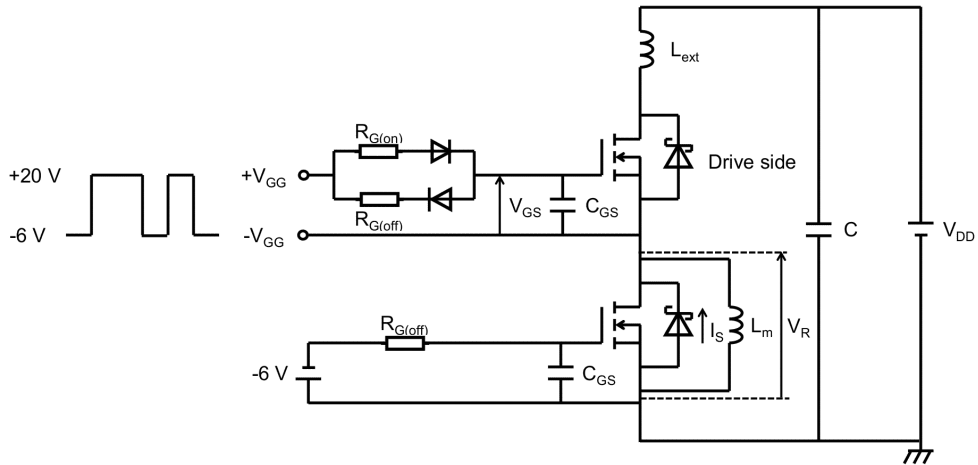 L_ext
R_G(on)
Drive side
+20 V
+V_GG
V_GS
C_GS
R_G(off)
-6 V
-V_GG
C
V_DD
R_G(off)
I_S
L_m
V_R
-6 V
C_GS